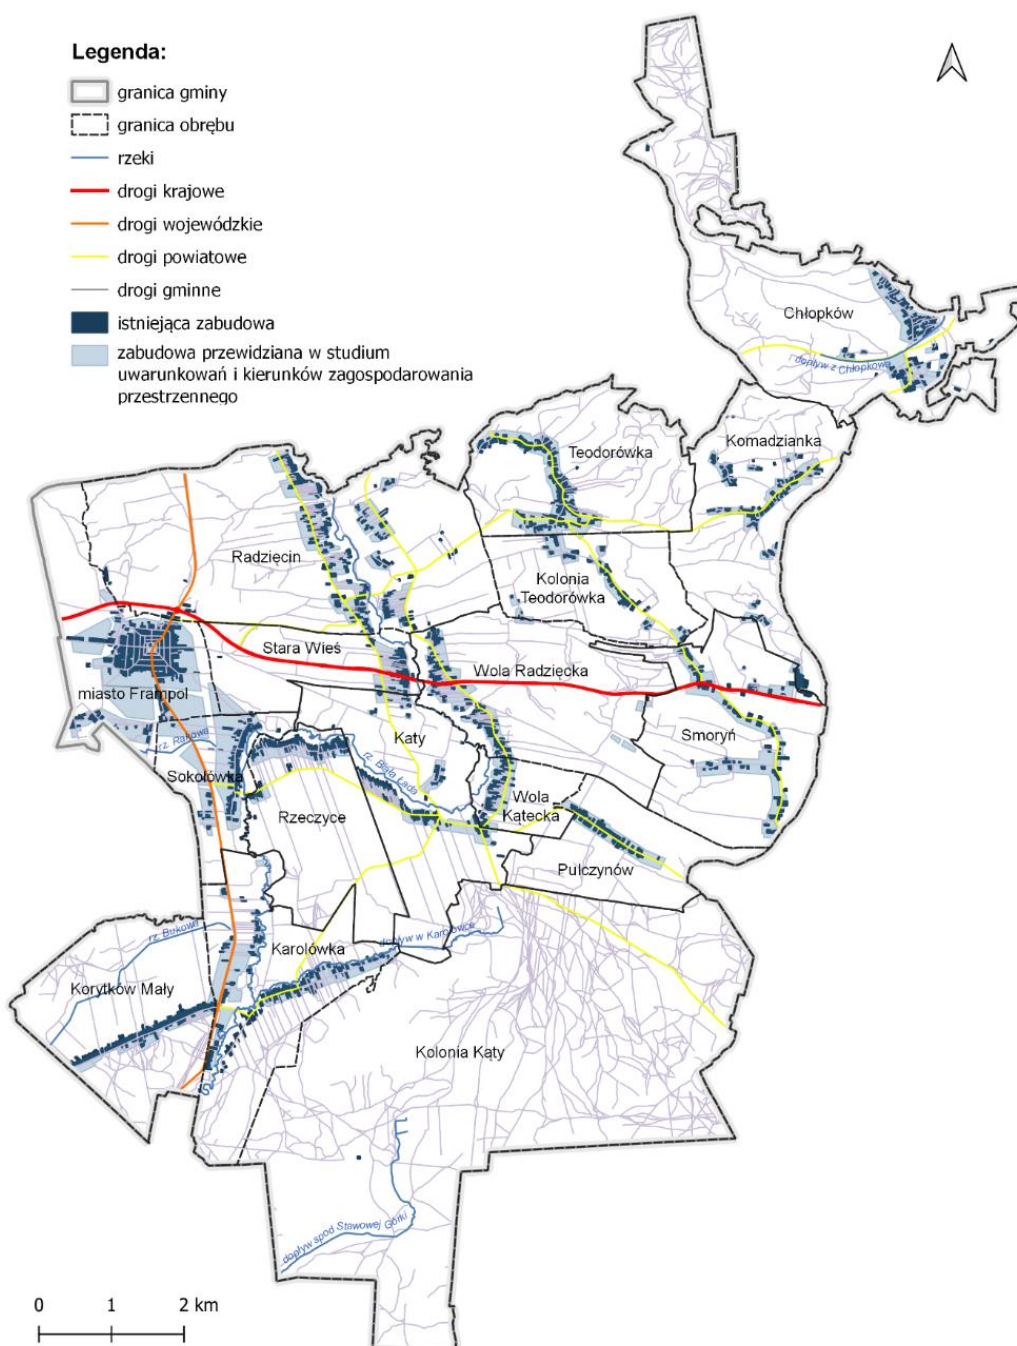 Legenda:
granica gminy
granica obrębu
rzeki
drogi krajowe
drogi wojewódzkie
drogi powiatowe
drogi gminne
istniejąca zabudowa
zabudowa przewidziana w studium
uwarunkowań i kierunków zagospodarowania
przestrzennego
Chłopków
dopływ z Chłopkowa
Komadzianka
Teodorówka
Radzięcin
Kolonia
Teodorówka
Stara Wieś
Wola Radzięcka
miasto Frampol
Smoryń
rz. Rakowa
Kąty
Sokołówka
rz. Biała Łada
Rzeczyce
Wola
Kątecka
Pulczynów
rz. Bukowa
dopływ w Karolówce
Karolówka
Korytków Mały
Kolonia Kąty
dopływ spod Stawowej Górki
0 1 2 km